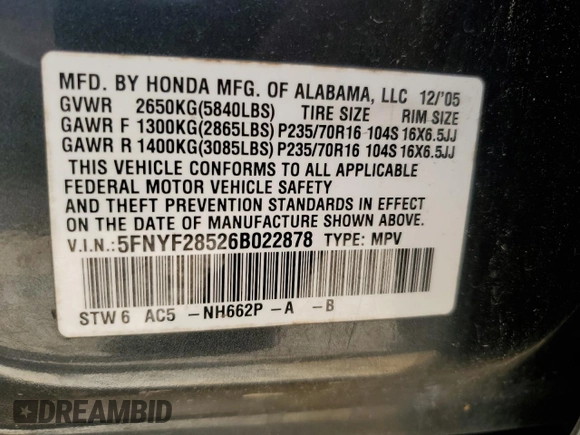 MFD. BY HONDA MFG. OF ALABAMA, LLC 12/'05
GVWR 2650KG(5840LBS) TIRE SIZE RIM SIZE
GAWR F 1300KG(2865LBS) P235/70R16 104S 16X6.5JJ
GAWR R 1400KG(3085LBS) P235/70R16 104S 16X6.5JJ
THIS VEHICLE CONFORMS TO ALL APPLICABLE
FEDERAL MOTOR VEHICLE SAFETY
AND THEFT PREVENTION STANDARDS IN EFFECT
ON THE DATE OF MANUFACTURE SHOWN ABOVE.
V.I.N.: 5FNYF28526B022878 TYPE: MPV
STW 6 AC5 -NH662P -A -B
DREAMBID